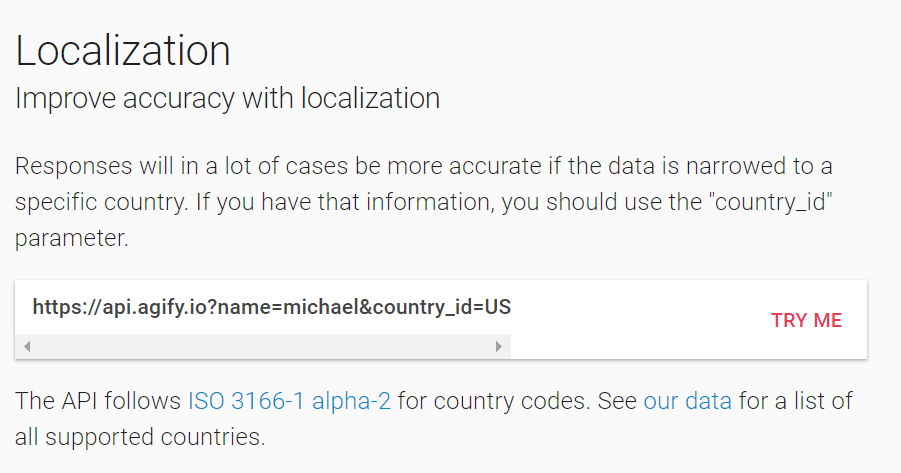 Localization
Improve accuracy with localization
Responses will in a lot of cases be more accurate if the data is narrowed to a
specific country. If you have that information, you should use the "country_id"
parameter.
https://api.agify.io?name=michael&country_id=US
TRY ME
The API follows ISO 3166-1 alpha-2 for country codes. See our data for a list of
all supported countries.